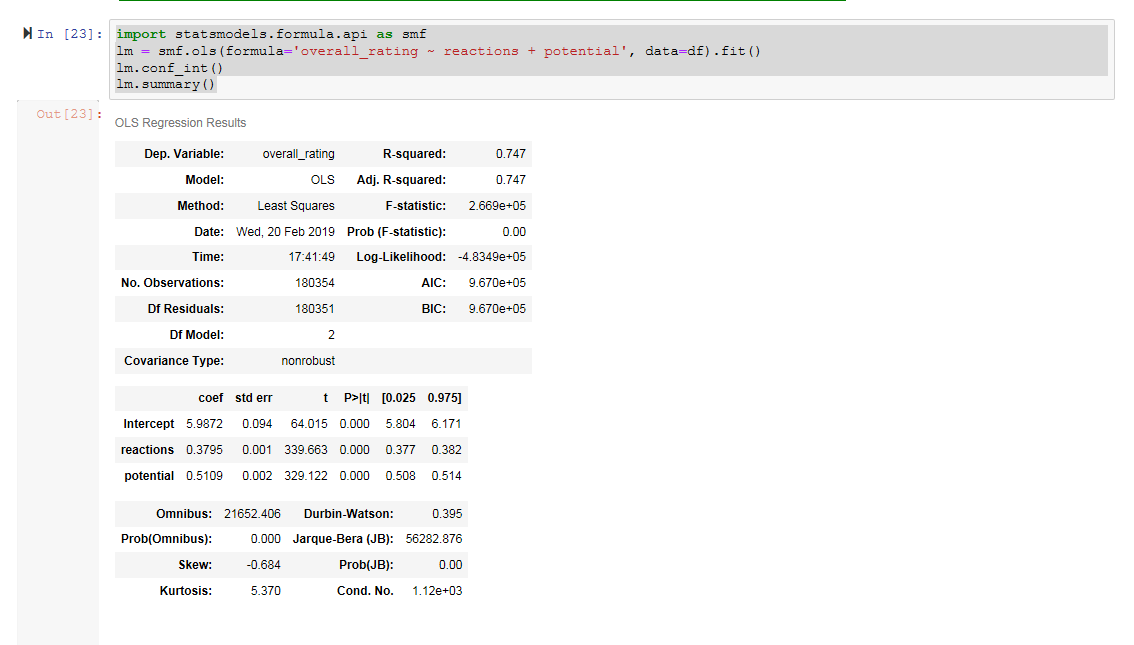 In [23]: import statsmodels.formula.api as smf
lm = smf.ols(formula='overall_rating ~ reactions + potential', data=df).fit()
lm.conf_int()
lm.summary()
Out[23]:
OLS Regression Results
Dep. Variable: overall_rating R-squared: 0.747
Model: OLS Adj. R-squared: 0.747
Method: Least Squares F-statistic: 2.669e+05
Date: Wed, 20 Feb 2019 Prob (F-statistic): 0.00
Time: 17:41:49 Log-Likelihood: -4.8349e+05
No. Observations: 180354 AIC: 9.670e+05
Df Residuals: 180351 BIC: 9.670e+05
Df Model: 2
Covariance Type: nonrobust
coef std err t P>|t| [0.025 0.975]
Intercept 5.9872 0.094 64.015 0.000 5.804 6.171
reactions 0.3795 0.001 339.663 0.000 0.377 0.382
potential 0.5109 0.002 329.122 0.000 0.508 0.514
Omnibus: 21652.406 Durbin-Watson: 0.395
Prob(Omnibus): 0.000 Jarque-Bera (JB): 56282.876
Skew: -0.684 Prob(JB): 0.00
Kurtosis: 5.370 Cond. No. 1.12e+03